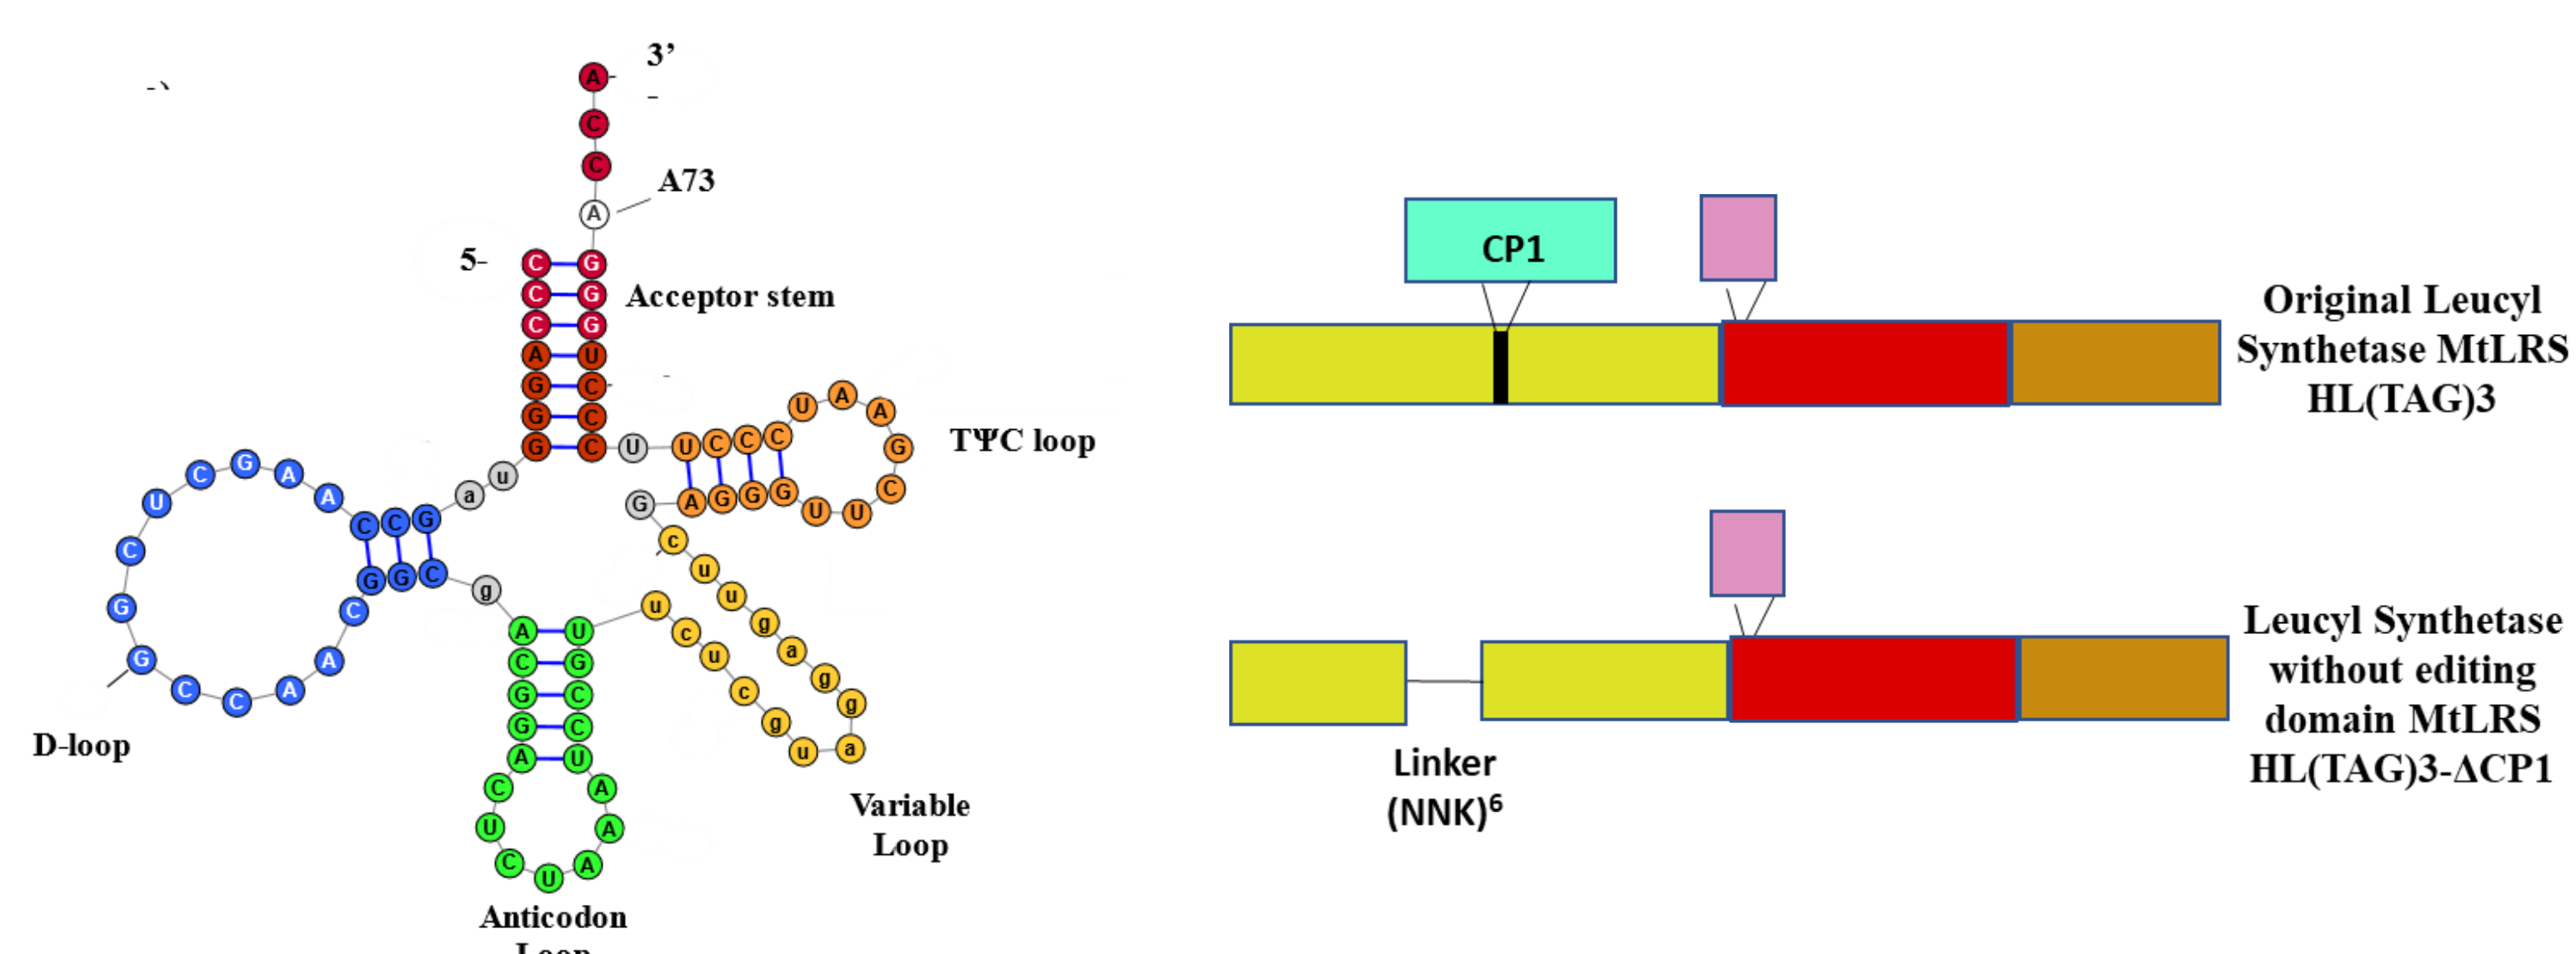 3’
A
C
C
A73
A
5-
C G
C G
C G
Acceptor stem
A U
G C
G C
G C
U
U C C C U A A G C U U G G G A
G
TΨC loop
u
a
G C C A A G C U C G G C C A A C G G C
g
D-loop
A U
C G
G C
G C
A U
C U C U A A A
Anticodon
Loop
u c u c g u a g g a g u u c
Variable
Loop
CP1
Original Leucyl
Synthetase MtLRS
HL(TAG)3
Linker
(NNK)⁶
Leucyl Synthetase
without editing
domain MtLRS
HL(TAG)3-ΔCP1